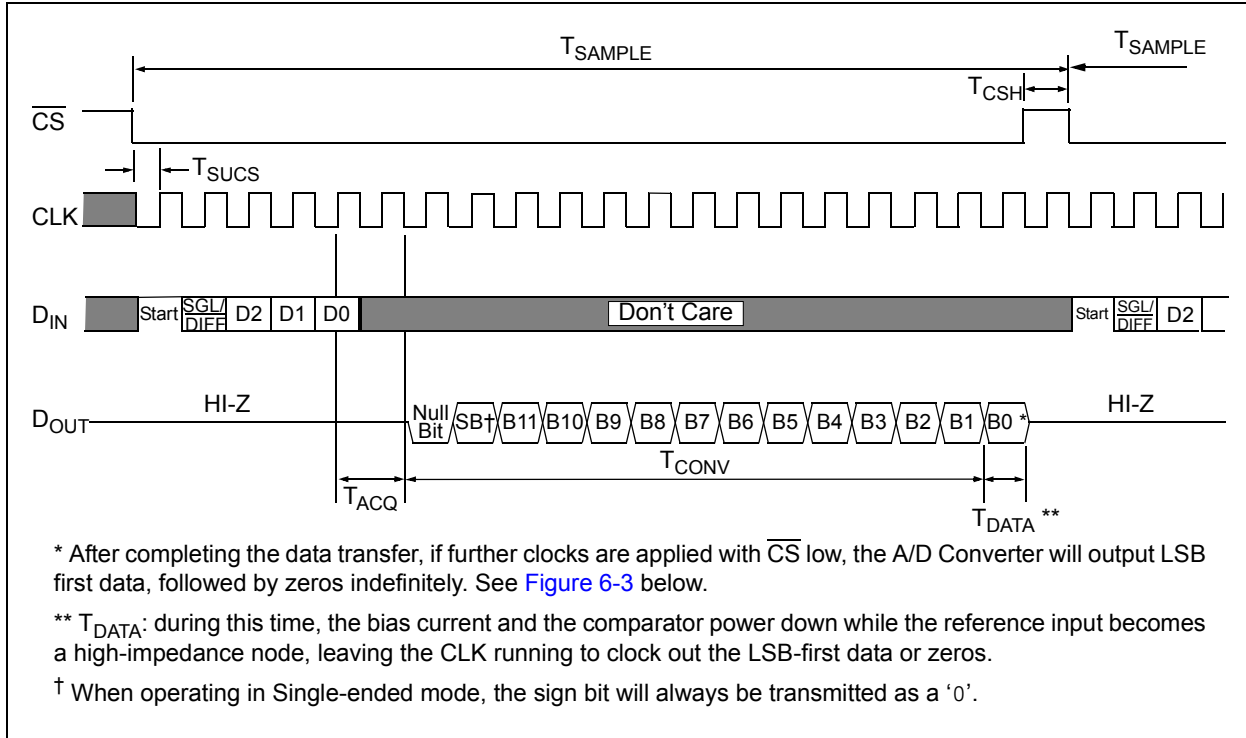 TSAMPLE
TSAMPLE
TCSH
CS
TSUCS
CLK
DIN
Start
SGL/
DIFF
D2
D1
D0
Don't Care
Start
SGL/
DIFF
D2
HI-Z
HI-Z
DOUT
Null
Bit
SB† B11 B10 B9 B8 B7 B6 B5 B4 B3 B2 B1 B0 *
TCONV
TACQ
TDATA **
* After completing the data transfer, if further clocks are applied with CS low, the A/D Converter will output LSB
first data, followed by zeros indefinitely. See Figure 6-3 below.
** TDATA: during this time, the bias current and the comparator power down while the reference input becomes
a high-impedance node, leaving the CLK running to clock out the LSB-first data or zeros.
† When operating in Single-ended mode, the sign bit will always be transmitted as a ‘0’.